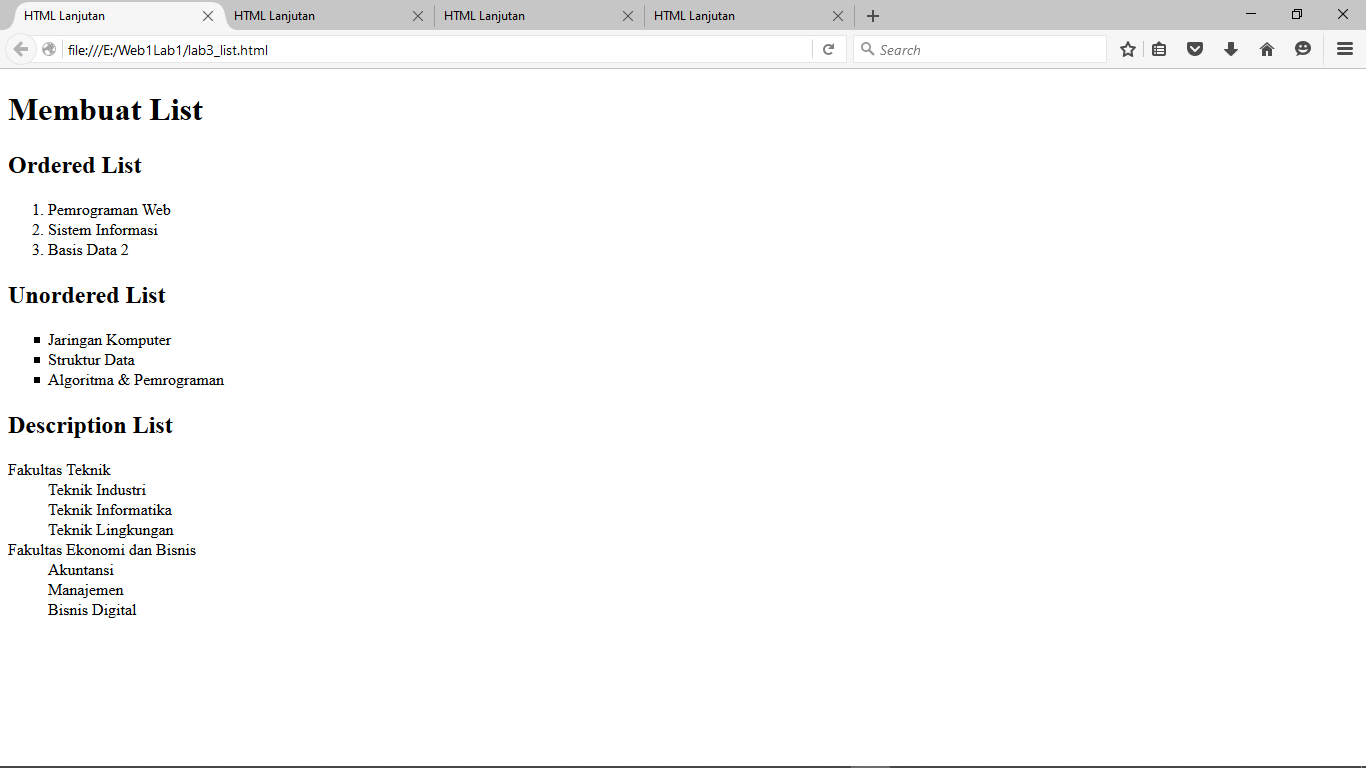 HTML Lanjutan
HTML Lanjutan
HTML Lanjutan
HTML Lanjutan
file:///E:/Web1Lab1/lab3_list.html
Search
Membuat List
Ordered List
1. Pemrograman Web
2. Sistem Informasi
3. Basis Data 2
Unordered List
▪ Jaringan Komputer
▪ Struktur Data
▪ Algoritma & Pemrograman
Description List
Fakultas Teknik
Teknik Industri
Teknik Informatika
Teknik Lingkungan
Fakultas Ekonomi dan Bisnis
Akuntansi
Manajemen
Bisnis Digital